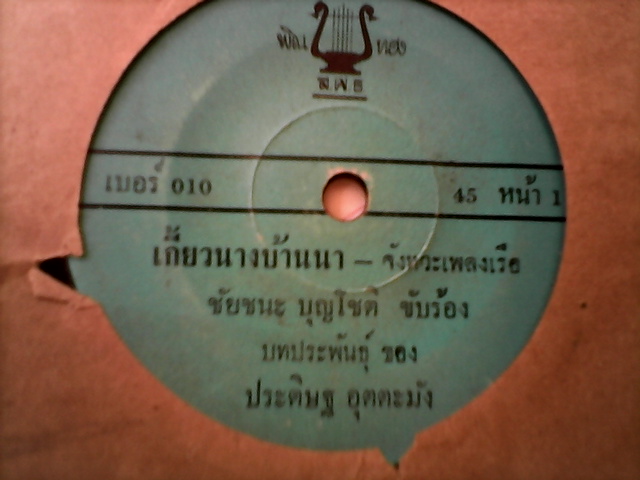 พิณ ทอง
ส.พ.ธ
เบอร์ 010 45 หน้า 1
เกี้ยวนางบ้านนา – จังหวะเพลงเรือ
ชัยชนะ บุญโชติ ขับร้อง
บทประพันธุ์ ของ
ประดิษฐ อุตตะมัง